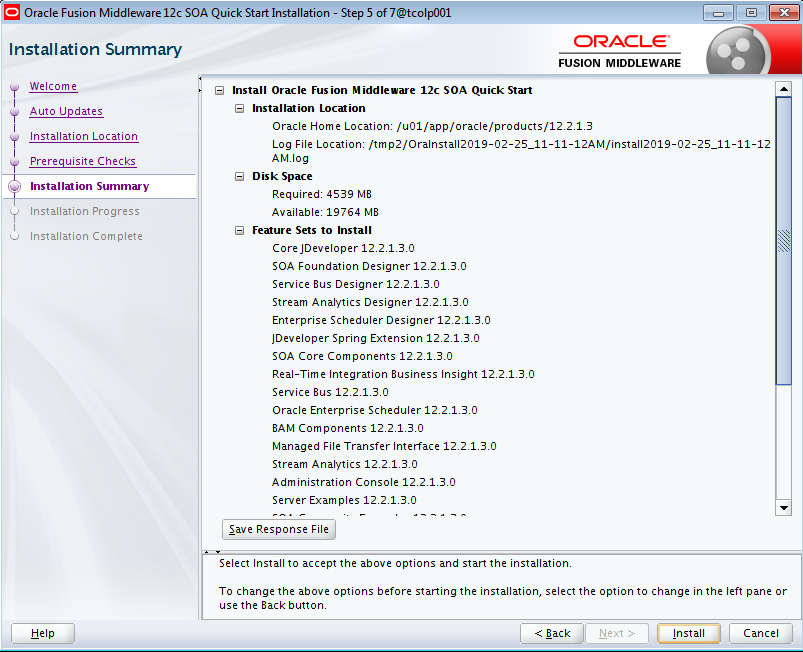 Oracle Fusion Middleware 12c SOA Quick Start Installation - Step 5 of 7@tcolp001
Installation Summary
ORACLE
FUSION MIDDLEWARE
Welcome
Auto Updates
Installation Location
Prerequisite Checks
Installation Summary
Installation Progress
Installation Complete
Install Oracle Fusion Middleware 12c SOA Quick Start
Installation Location
Oracle Home Location: /u01/app/oracle/products/12.2.1.3
Log File Location: /tmp2/OraInstall2019-02-25_11-11-12AM/install2019-02-25_11-11-12
AM.log
Disk Space
Required: 4539 MB
Available: 19764 MB
Feature Sets to Install
Core JDeveloper 12.2.1.3.0
SOA Foundation Designer 12.2.1.3.0
Service Bus Designer 12.2.1.3.0
Stream Analytics Designer 12.2.1.3.0
Enterprise Scheduler Designer 12.2.1.3.0
JDeveloper Spring Extension 12.2.1.3.0
SOA Core Components 12.2.1.3.0
Real-Time Integration Business Insight 12.2.1.3.0
Service Bus 12.2.1.3.0
Oracle Enterprise Scheduler 12.2.1.3.0
BAM Components 12.2.1.3.0
Managed File Transfer Interface 12.2.1.3.0
Stream Analytics 12.2.1.3.0
Administration Console 12.2.1.3.0
Server Examples 12.2.1.3.0
Save Response File
Select Install to accept the above options and start the installation.
To change the above options before starting the installation, select the option to change in the left pane or
use the Back button.
Help
< Back
Next >
Install
Cancel